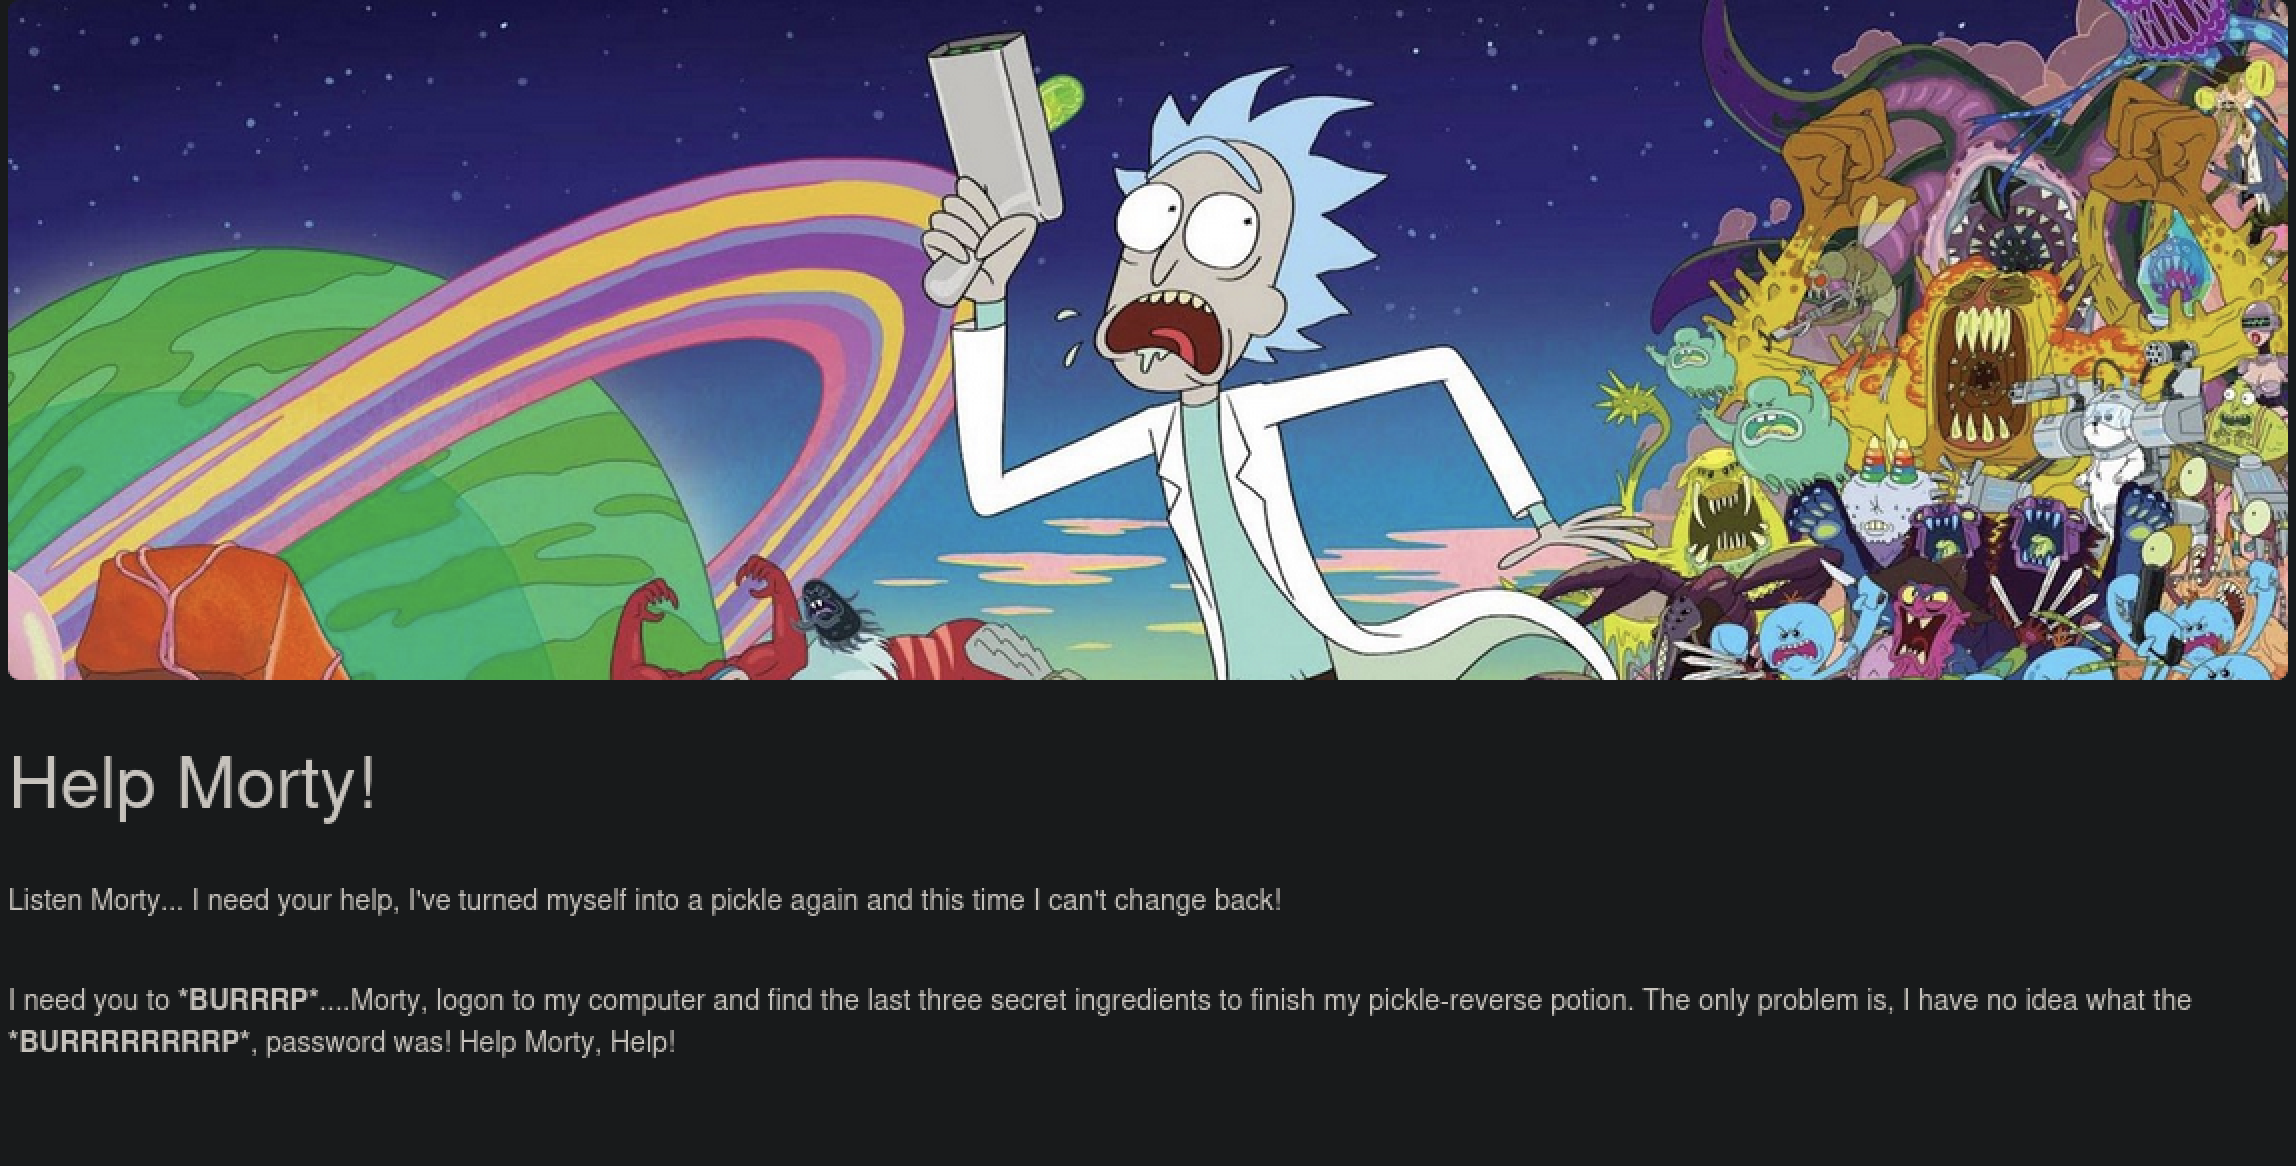 Help Morty!
Listen Morty... I need your help, I've turned myself into a pickle again and this time I can't change back!
I need you to *BURRRP*....Morty, logon to my computer and find the last three secret ingredients to finish my pickle-reverse potion. The only problem is, I have no idea what the
*BURRRRRRRRP*, password was! Help Morty, Help!